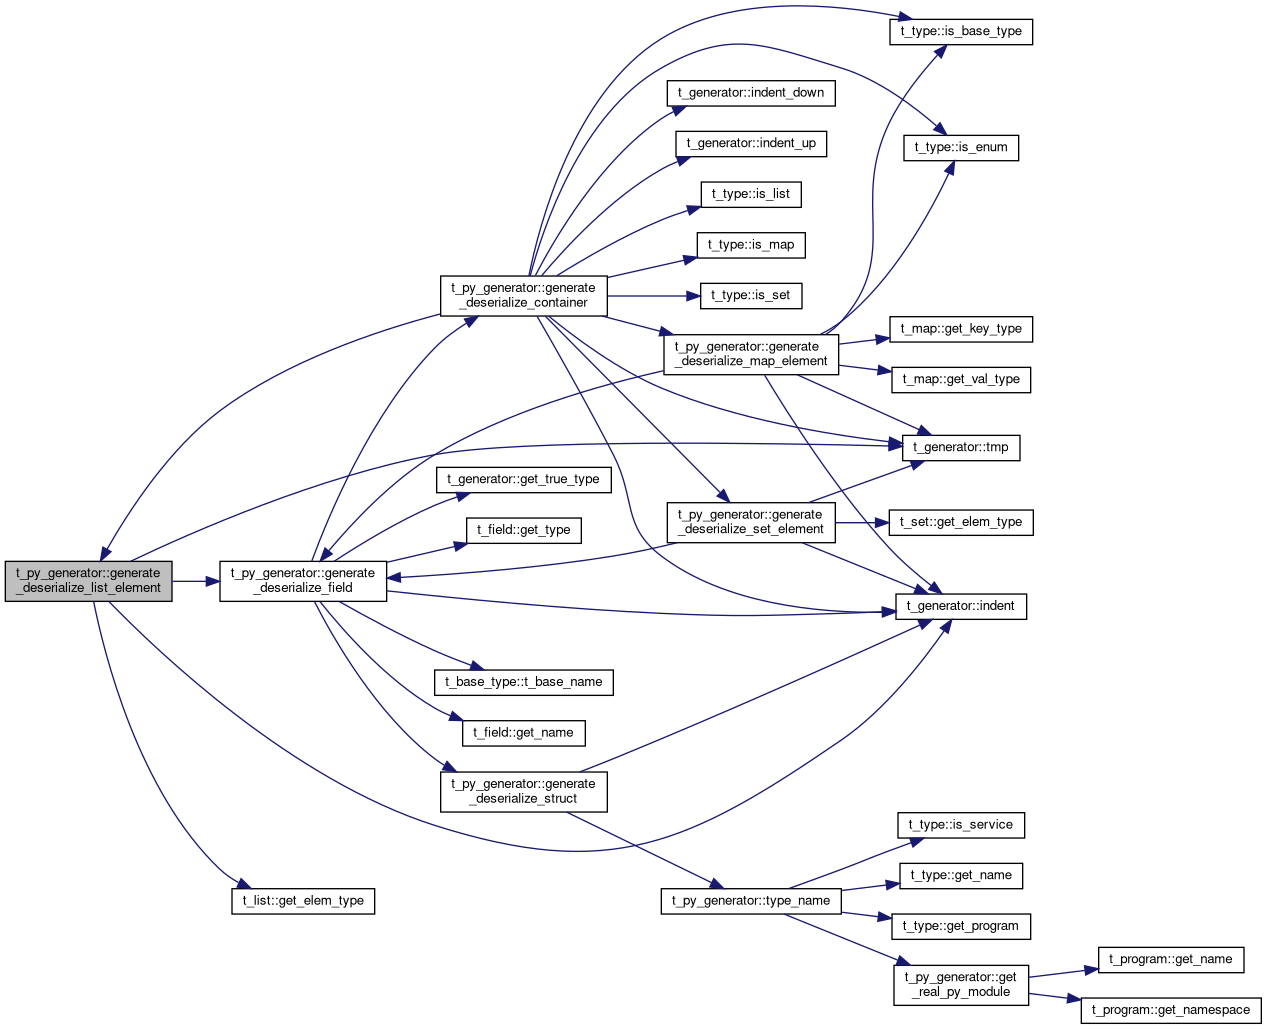 t_type::is_base_type
t_generator::indent_down
t_generator::indent_up
t_type::is_enum
t_type::is_list
t_type::is_map
t_py_generator::generate
_deserialize_container
t_type::is_set
t_map::get_key_type
t_py_generator::generate
_deserialize_map_element
t_map::get_val_type
t_generator::tmp
t_generator::get_true_type
t_field::get_type
t_py_generator::generate
_deserialize_set_element
t_set::get_elem_type
t_py_generator::generate
_deserialize_list_element
t_py_generator::generate
_deserialize_field
t_generator::indent
t_base_type::t_base_name
t_field::get_name
t_py_generator::generate
_deserialize_struct
t_type::is_service
t_type::get_name
t_list::get_elem_type
t_py_generator::type_name
t_type::get_program
t_program::get_name
t_py_generator::get
_real_py_module
t_program::get_namespace